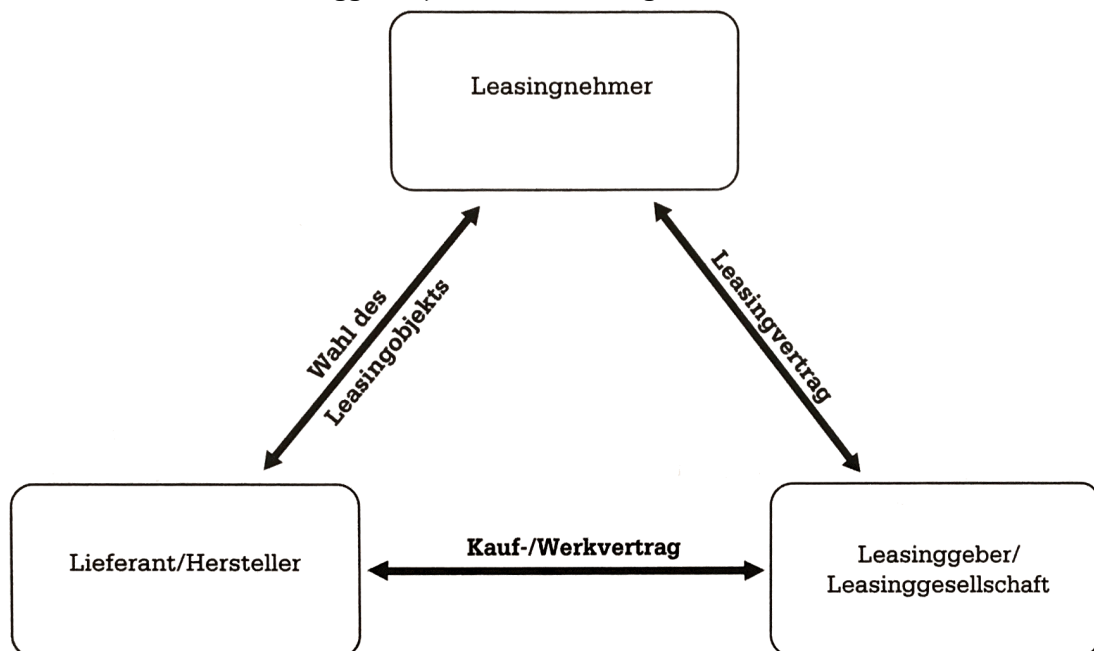 Leasingnehmer
Wahl des
Leasingobjekts
Leasingvertrag
Kauf-/Werkvertrag
Lieferant/Hersteller
Leasinggeber/
Leasinggesellschaft